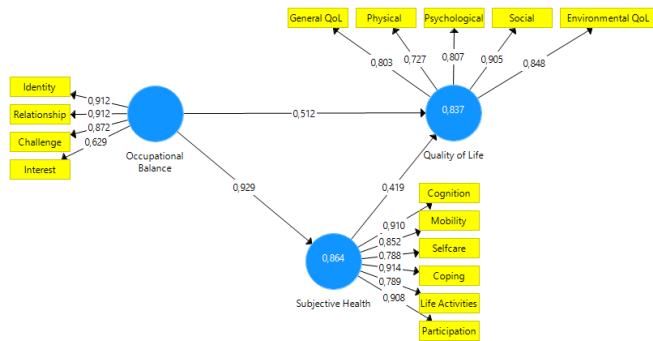 General QoL
Physical
Psychological
Social
Environmental QoL
0,803
0,727
0,807
0,905
0,848
Identity
Relationship
Challenge
Interest
0,912
0,912
0,872
0,629
Occupational
Balance
0,512
0,837
Quality of Life
0,929
0,419
0,864
Subjective Health
0,910
0,852
0,788
0,914
0,789
0,908
Cognition
Mobility
Selfcare
Coping
Life Activities
Participation